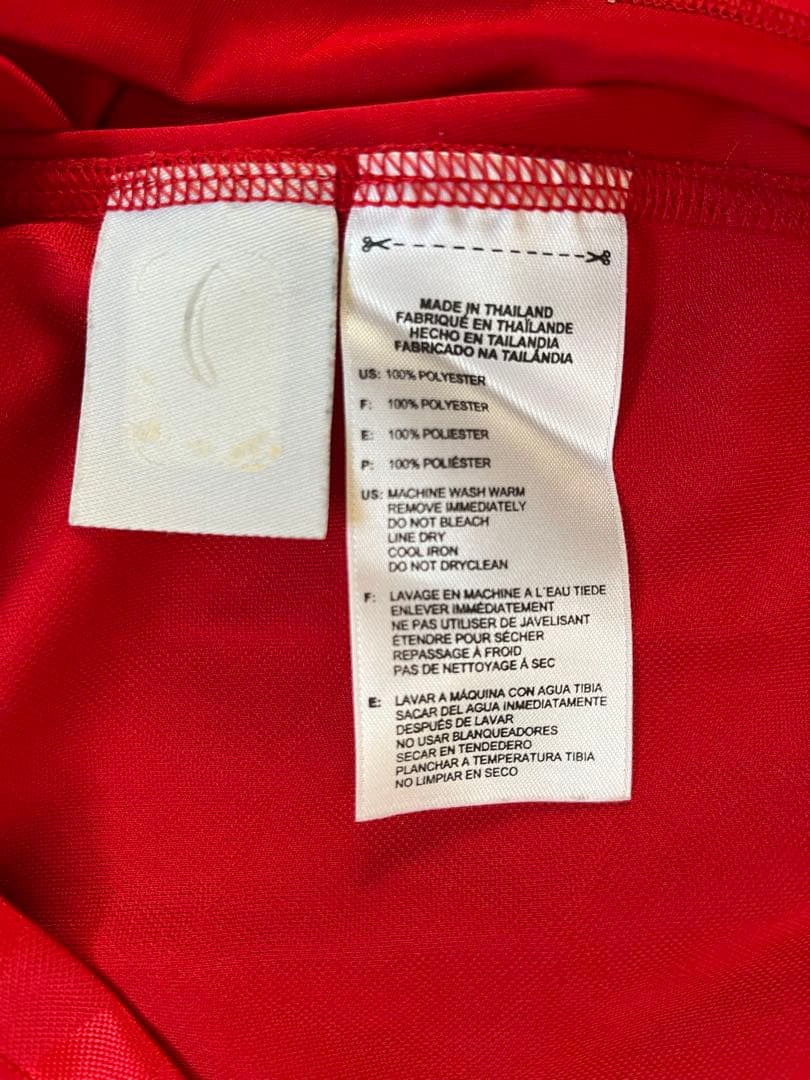 MADE IN THAILAND
FABRIQUÉ EN THAÏLANDE
HECHO EN TAILANDIA
FABRICADO NA TAILÂNDIA
US: 100% POLYESTER
F: 100% POLYESTER
E: 100% POLIESTER
P: 100% POLIÉSTER
US: MACHINE WASH WARM
REMOVE IMMEDIATELY
DO NOT BLEACH
LINE DRY
COOL IRON
DO NOT DRYCLEAN
F: LAVAGE EN MACHINE A L'EAU TIEDE
ENLEVER IMMÉDIATEMENT
NE PAS UTILISER DE JAVELISANT
ÉTENDRE POUR SÉCHER
REPASSAGE À FROID
PAS DE NETTOYAGE Á SEC
E: LAVAR A MÁQUINA CON AGUA TIBIA
SACAR DEL AGUA INMEDIATAMENTE
DESPUÉS DE LAVAR
NO USAR BLANQUEADORES
SECAR EN TENDEDERO
PLANCHAR A TEMPERATURA TIBIA
NO LIMPIAR EN SECO